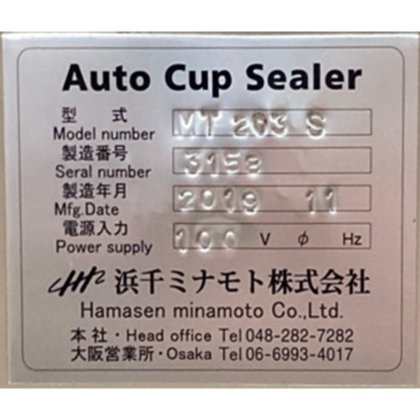 Auto Cup Sealer
型式 MT 203 S
Model number
製造番号 3158
Serial number
製造年月 2019 11
Mfg.Date
電源入力 100 V φ Hz
Power supply
浜千ミナモト株式会社
Hamasen minamoto Co.,Ltd.
本社・Head office Tel 048-282-7282
大阪営業所・Osaka Tel 06-6993-4017